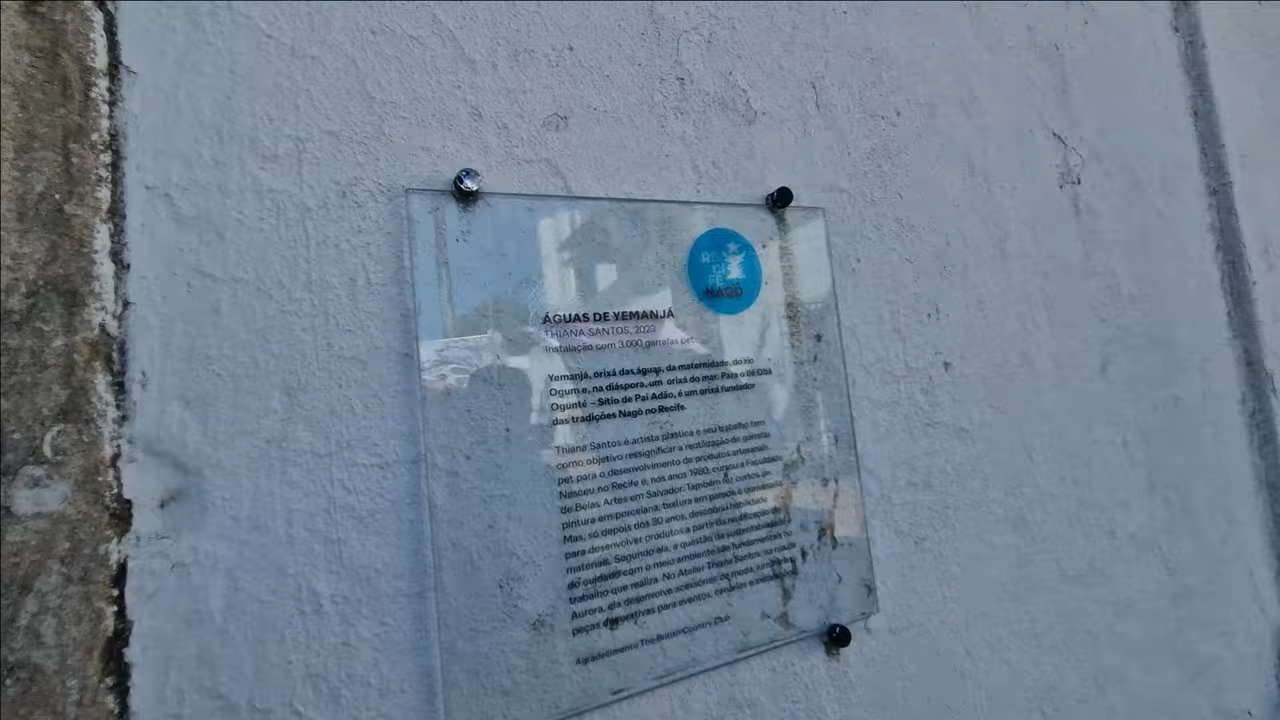 RE
CI
FE
NAGÔ
ÁGUAS DE YEMANJÁ
THIANA SANTOS, 2023
Instalação com 3.000 garrafas pet
Yemanjá, orixá das águas, da maternidade, do rio
Ogum e, na diáspora, um orixá do mar. Para o Ilê Obá
Ogunté – Sítio de Pai Adão, é um orixá fundador
das tradições Nagô no Recife.
Thiana Santos é artista plástica e seu trabalho tem
como objetivo ressignificar a reutilização de garrafas
pet para o desenvolvimento de produtos artesanais.
Nasceu no Recife e, nos anos 1980, cursou a Faculdade
de Belas Artes em Salvador. Também fez cursos de
pintura em porcelana, textura em parede e
Mas, só depois dos 30 anos, descobriu habilidade
para desenvolver produtos a partir da reutilização de
materiais. Segundo ela, a questão da sustentabilidade e
do cuidado com o meio ambiente são fundamentais no
trabalho que realiza. No Atelier Thiana Santos, na rua da
Aurora, ela desenvolve acessórios de moda,
peças decorativas para eventos, cenários e
Agradecimento The British Country Club